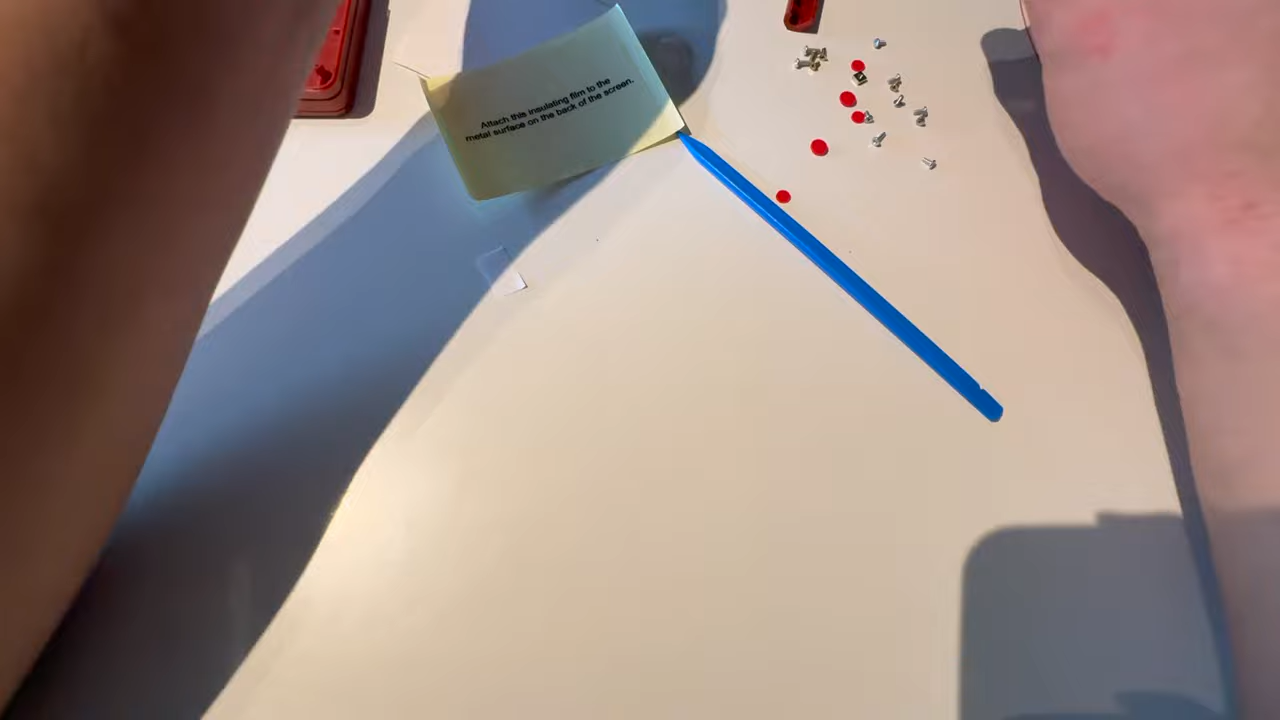 Attach this insulating film to the
metal surface on the back of the screen.